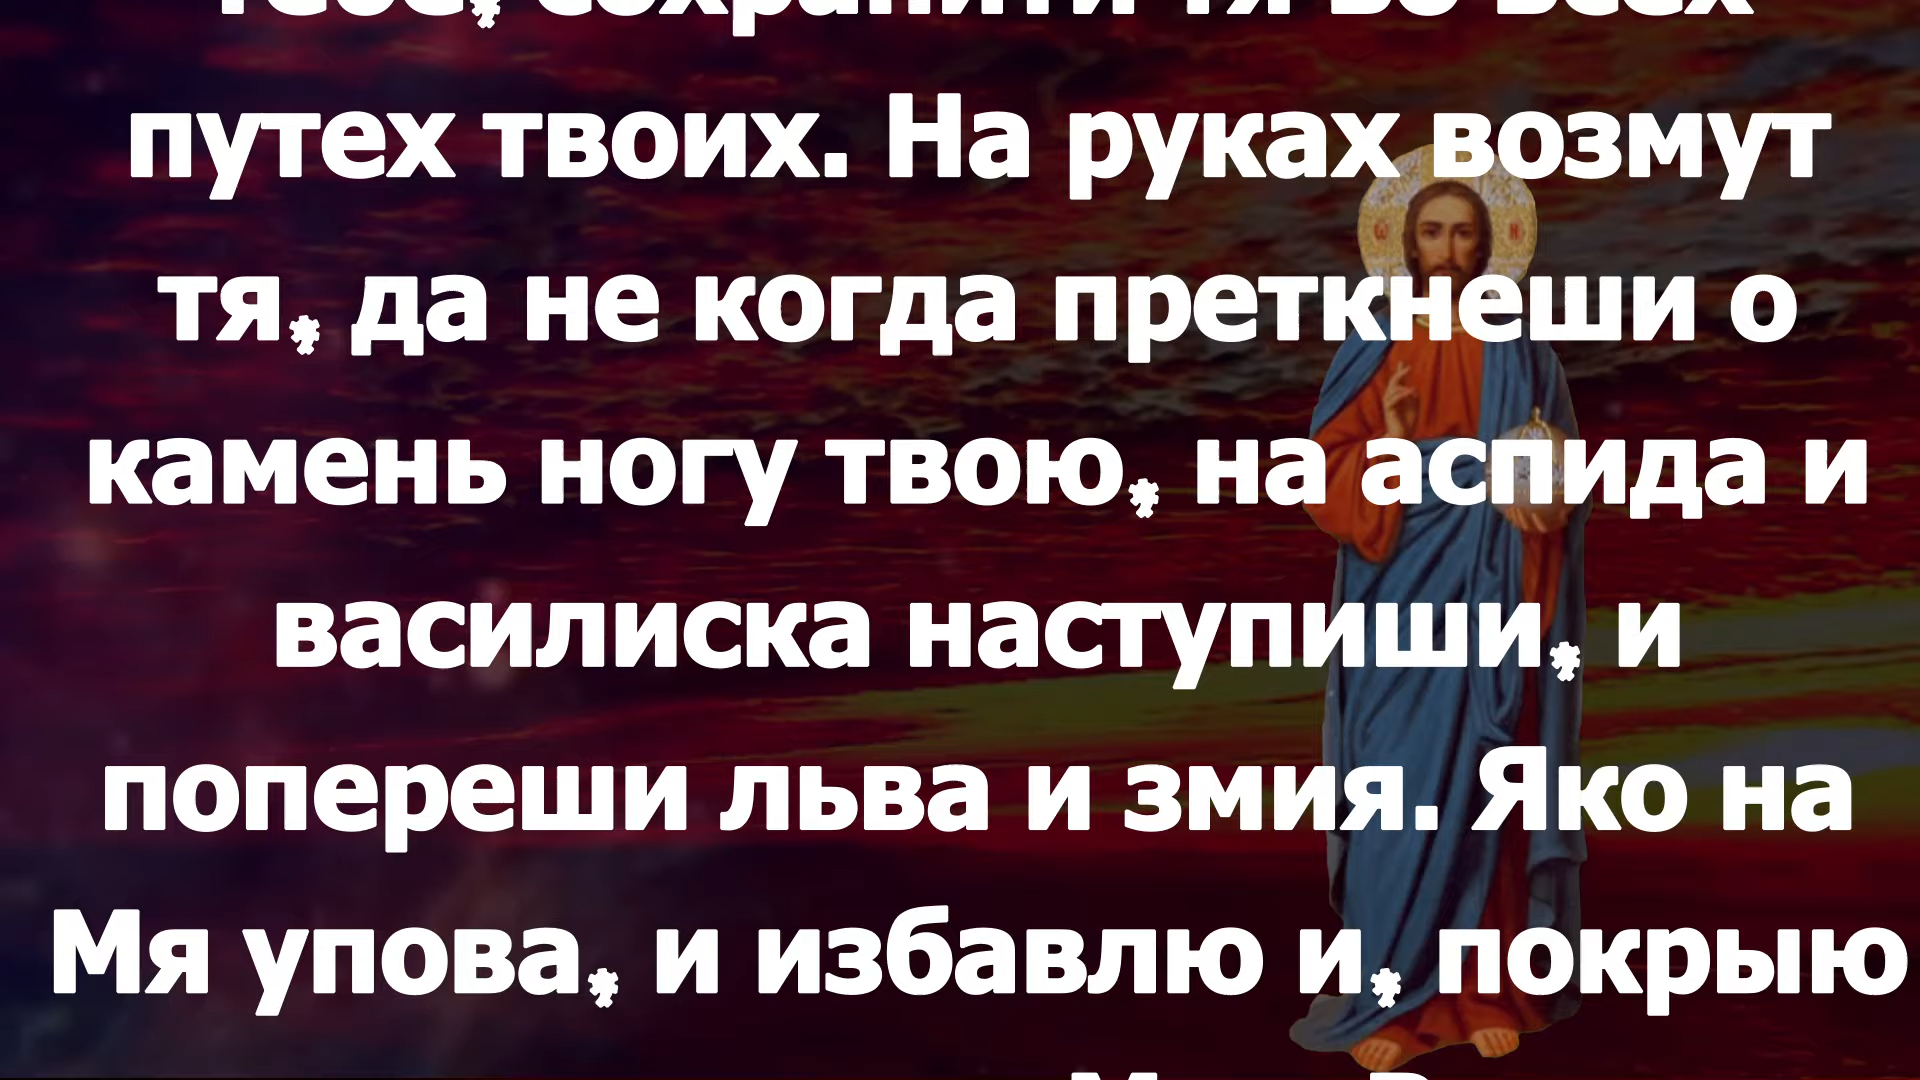 тебе, сохранити тя во всех
путех твоих. На руках возмут
тя, да не когда преткнеши о
камень ногу твою, на аспида и
василиска наступиши, и
попереши льва и змия. Яко на
Мя упова, и избавлю и, покрыю